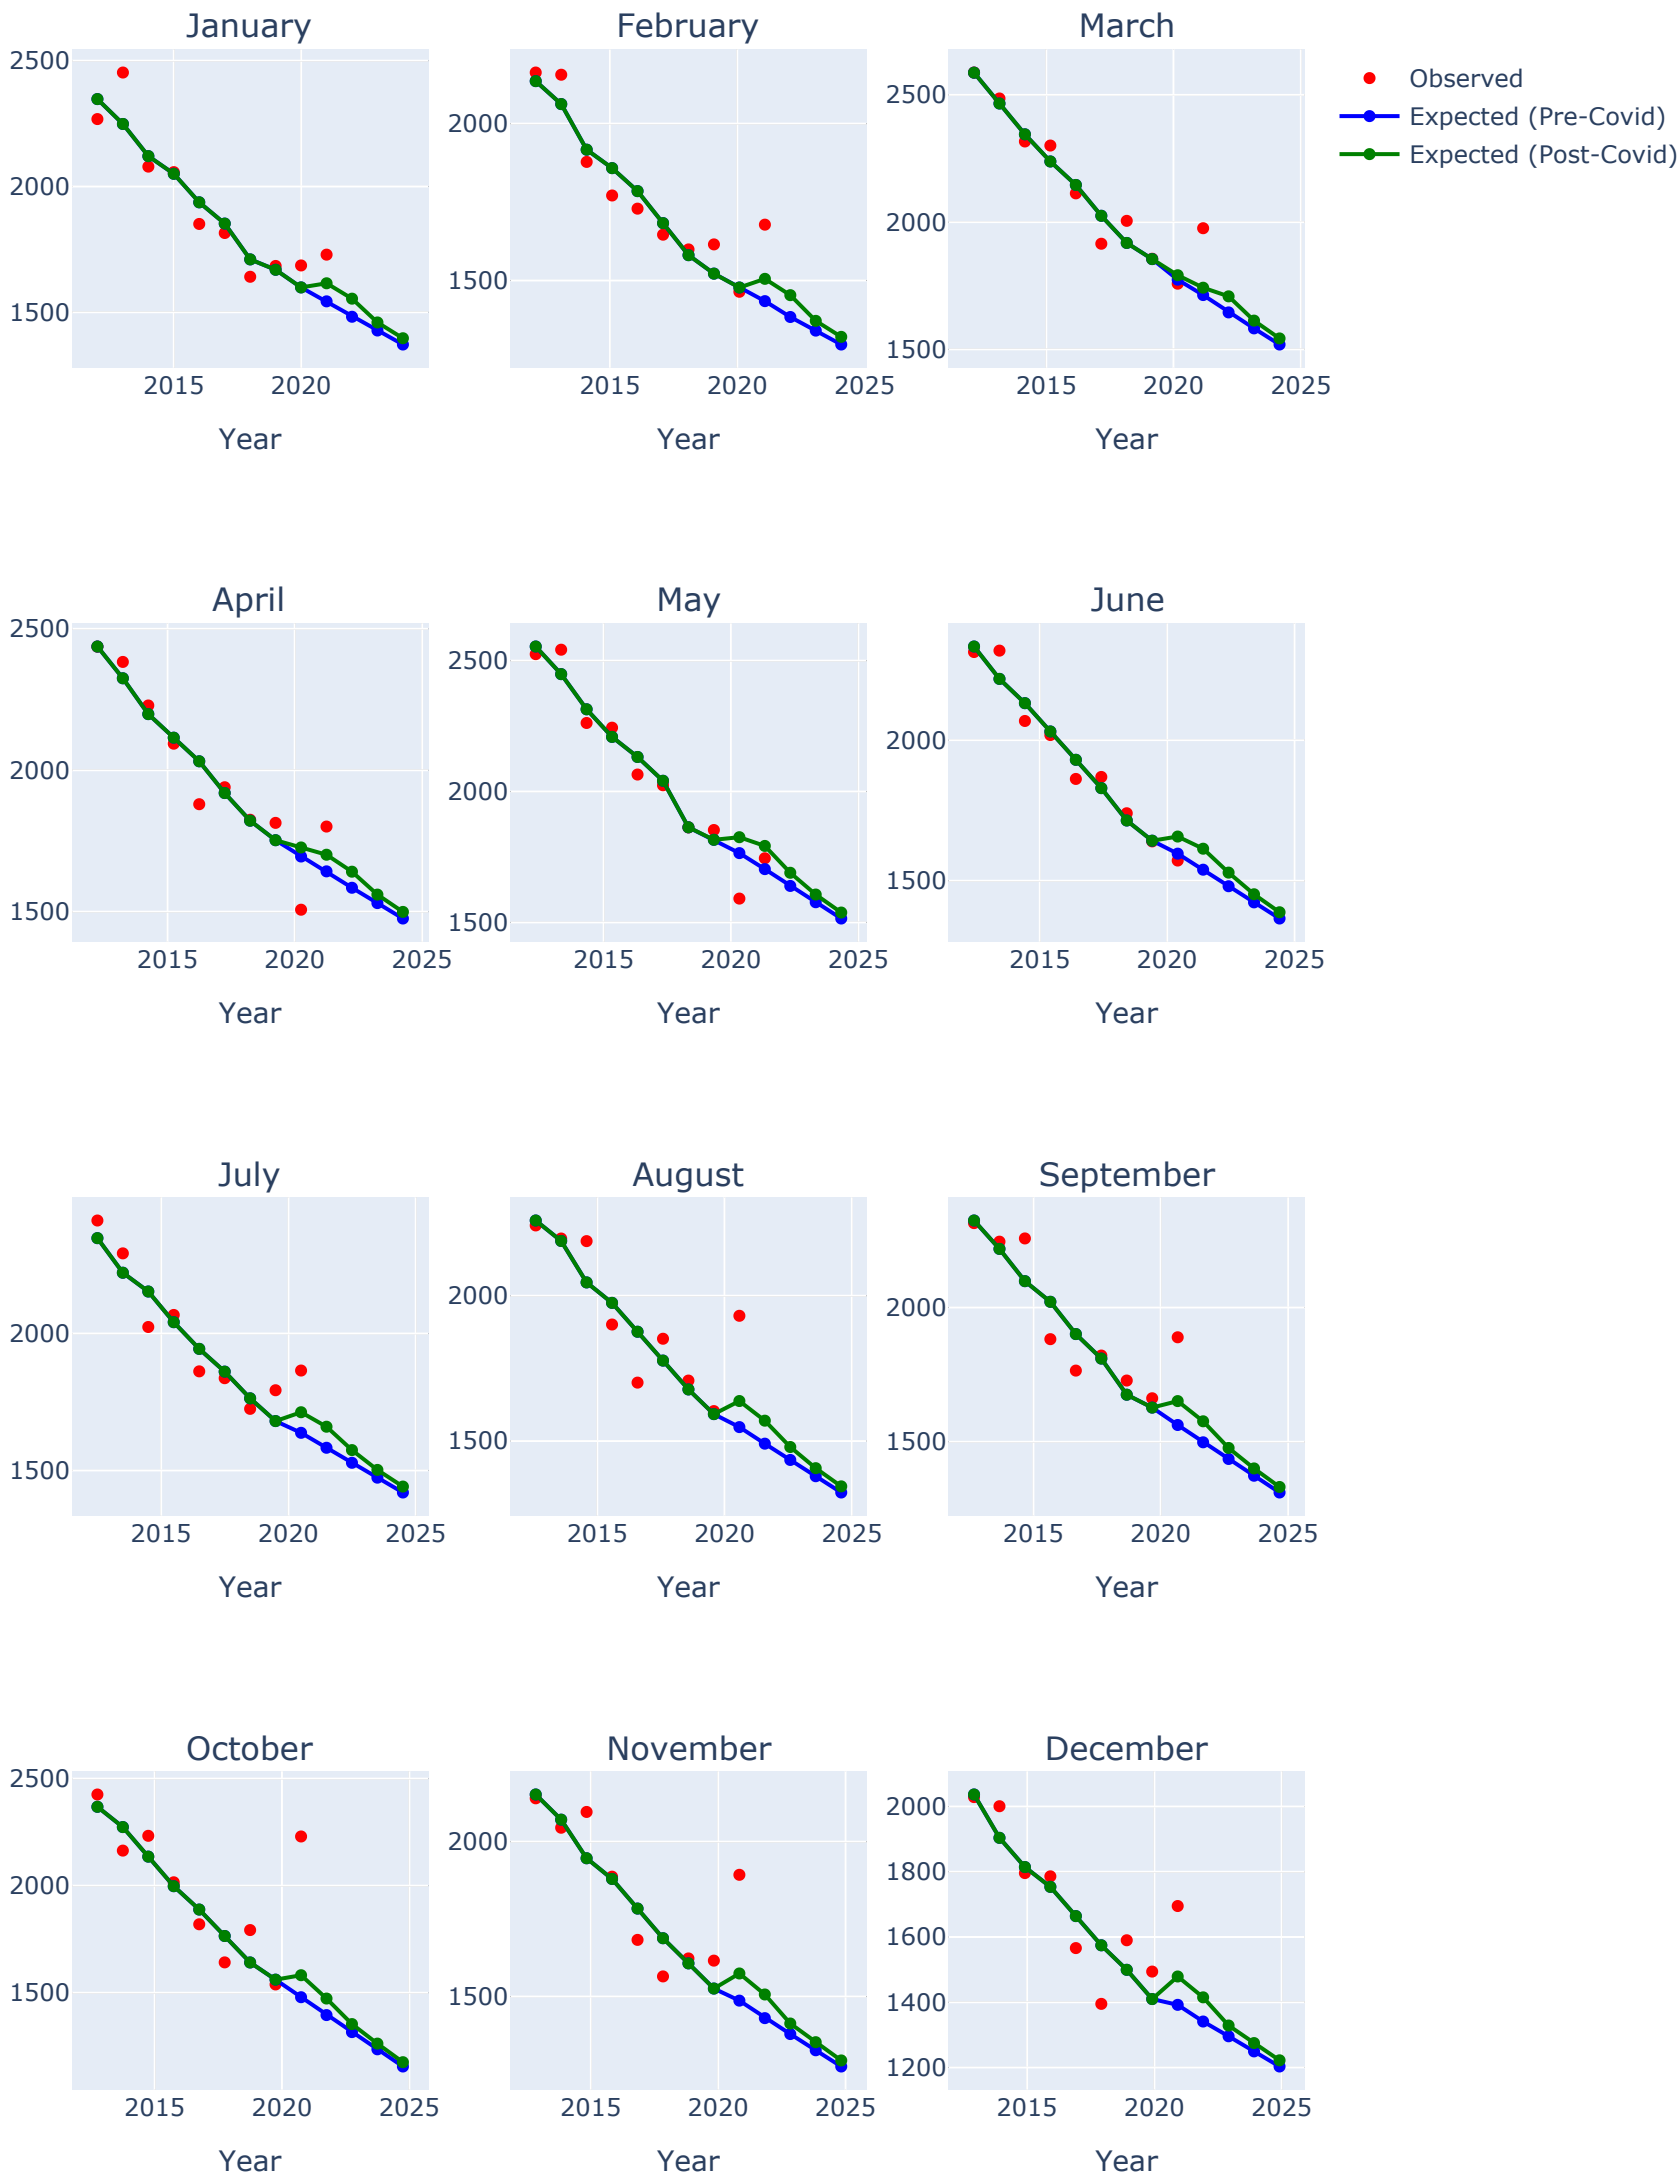 January
February
March
2500
2000
1500
2015
2020
Year
2000
1500
2015
2020
2025
Year
2500
2000
1500
2015
2020
2025
Year
Observed
Expected (Pre-Covid)
Expected (Post-Covid)
April
May
June
2500
2000
1500
2015
2020
2025
Year
2500
2000
1500
2015
2020
2025
Year
2000
1500
2015
2020
2025
Year
July
August
September
2000
1500
2015
2020
2025
Year
2000
1500
2015
2020
2025
Year
2000
1500
2015
2020
2025
Year
October
November
December
2500
2000
1500
2015
2020
2025
Year
2000
1500
2015
2020
2025
Year
2000
1800
1600
1400
1200
2015
2020
2025
Year